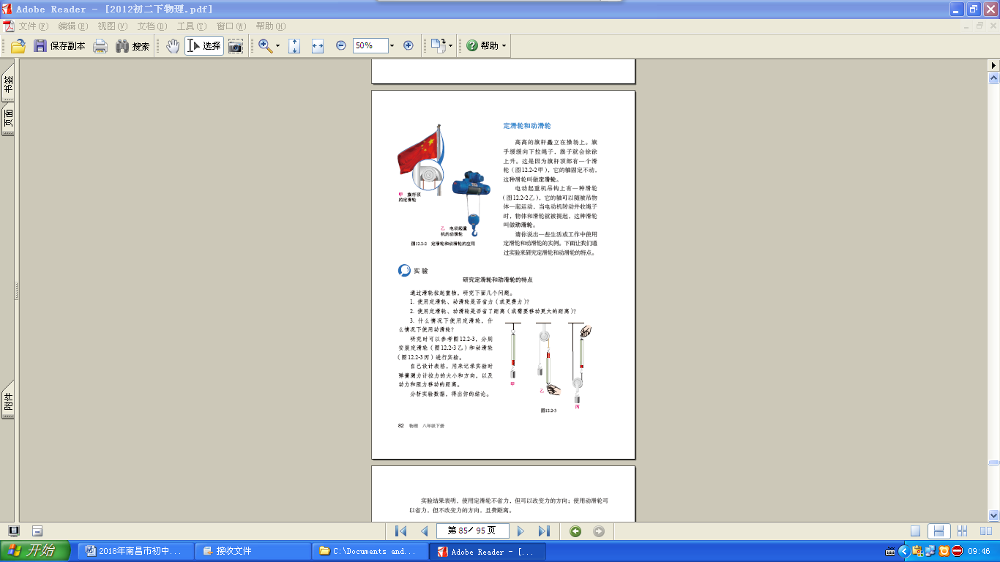 Adobe Reader - [2012初二下物理.pdf]
文件(F) 编辑(E) 视图(V) 文档(D) 工具(T) 窗口(W) 帮助(H)
保存副本 搜索 选择 50% 帮助
书签
页面
附件
定滑轮和动滑轮
高高的旗杆矗立在操场上。旗
手缓缓向下拉绳子，旗子就会徐徐
上升。这是因为旗杆顶部有一个滑
轮（图12.2-2甲），它的轴固定不动，
这种滑轮叫做定滑轮。
电动起重机吊钩上有一种滑轮
（图12.2-2乙），它的轴可以随被吊物
体一起运动，当电动机转动并收绳子
时，物体和滑轮就被提起，这种滑轮
叫做动滑轮。
请你说出一些生活或工作中使用
定滑轮和动滑轮的实例。下面让我们通
过实验来研究定滑轮和动滑轮的特点。
甲 旗杆顶
的定滑轮
乙 电动起重
机的动滑轮
图12.2-2 定滑轮和动滑轮的应用
实验
研究定滑轮和动滑轮的特点
通过滑轮拉起重物，研究下面几个问题。
1. 使用定滑轮、动滑轮是否省力（或更费力）？
2. 使用定滑轮、动滑轮是否省了距离（或需要移动更大的距离）？
3. 什么情况下使用定滑轮，什
么情况下使用动滑轮？
研究时可以参考图12.2-3，分别
安装定滑轮（图12.2-3乙）和动滑轮
（图12.2-3丙）进行实验。
自己设计表格，用来记录实验时
弹簧测力计拉力的大小和方向，以及
动力和阻力移动的距离。
分析实验数据，得出你的结论。
甲
乙
丙
图12.2-3
82 物理 八年级下册
实验结果表明，使用定滑轮不省力，但可以改变力的方向；使用动滑轮可
以省力，但不改变力的方向，且费距离。
第 85/ 95 页
开始 2018年南昌市初中... 接收文件 C:\Documents and... Adobe Reader - [... 09:46